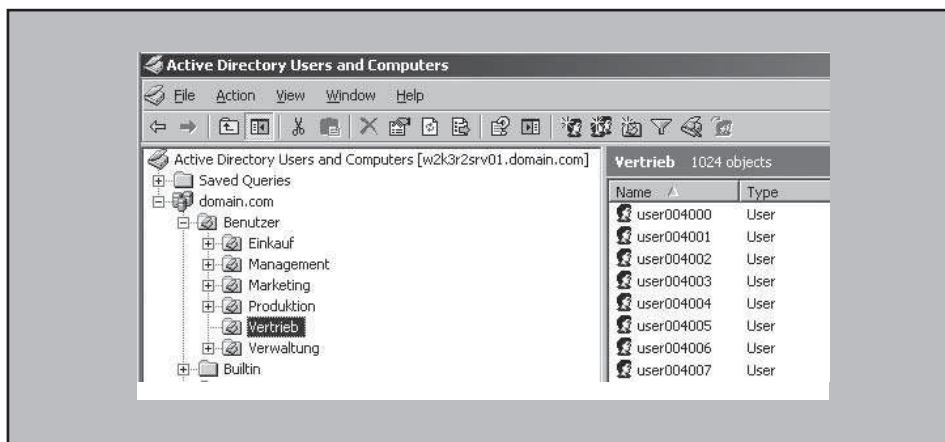 Active Directory Users and Computers
File Action View Window Help
Active Directory Users and Computers [w2k3r2srv01.domain.com]
Saved Queries
domain.com
Benutzer
Einkauf
Management
Marketing
Produktion
Vertrieb
Verwaltung
Builtin
Vertrieb 1024 objects
Name Type
user004000 User
user004001 User
user004002 User
user004003 User
user004004 User
user004005 User
user004006 User
user004007 User